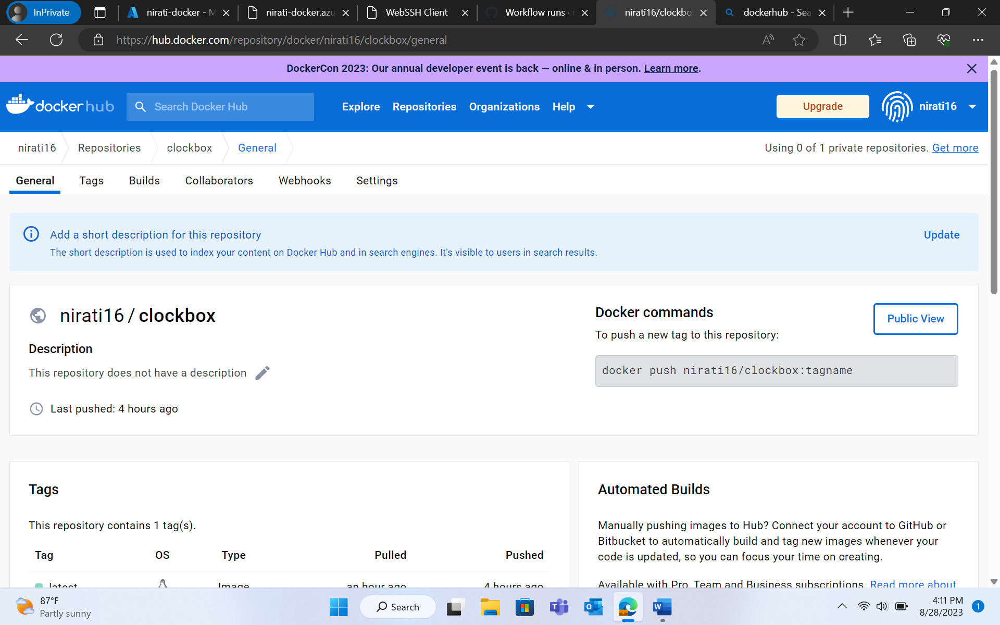 InPrivate
nirati-docker - M
nirati-docker.azu
WebSSH Client
Workflow runs ·
nirati16/clockbo
dockerhub - Sea
https://hub.docker.com/repository/docker/nirati16/clockbox/general
DockerCon 2023: Our annual developer event is back — online & in person. Learn more.
dockerhub
Search Docker Hub
Explore
Repositories
Organizations
Help
Upgrade
nirati16
nirati16
Repositories
clockbox
General
Using 0 of 1 private repositories. Get more
General
Tags
Builds
Collaborators
Webhooks
Settings
Add a short description for this repository
Update
The short description is used to index your content on Docker Hub and in search engines. It's visible to users in search results.
nirati16 / clockbox
Description
This repository does not have a description
Last pushed: 4 hours ago
Docker commands
Public View
To push a new tag to this repository:
docker push nirati16/clockbox:tagname
Tags
This repository contains 1 tag(s).
Tag OS Type Pulled Pushed
latest Image an hour ago 4 hours ago
Automated Builds
Manually pushing images to Hub? Connect your account to GitHub or
Bitbucket to automatically build and tag new images whenever your
code is updated, so you can focus your time on creating.
Available with Pro, Team and Business subscriptions. Read more about
87°F
Partly sunny
Search
4:11 PM
8/28/2023
1